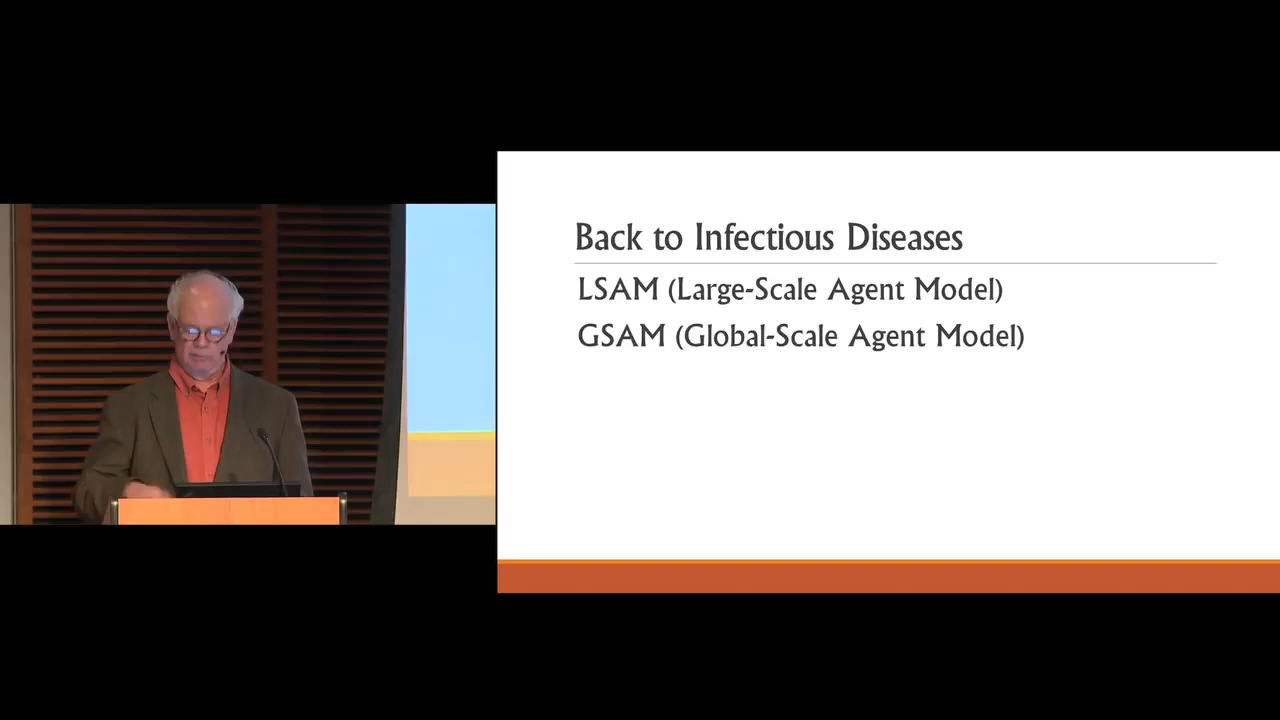 Back to Infectious Diseases
LSAM (Large-Scale Agent Model)
GSAM (Global-Scale Agent Model)